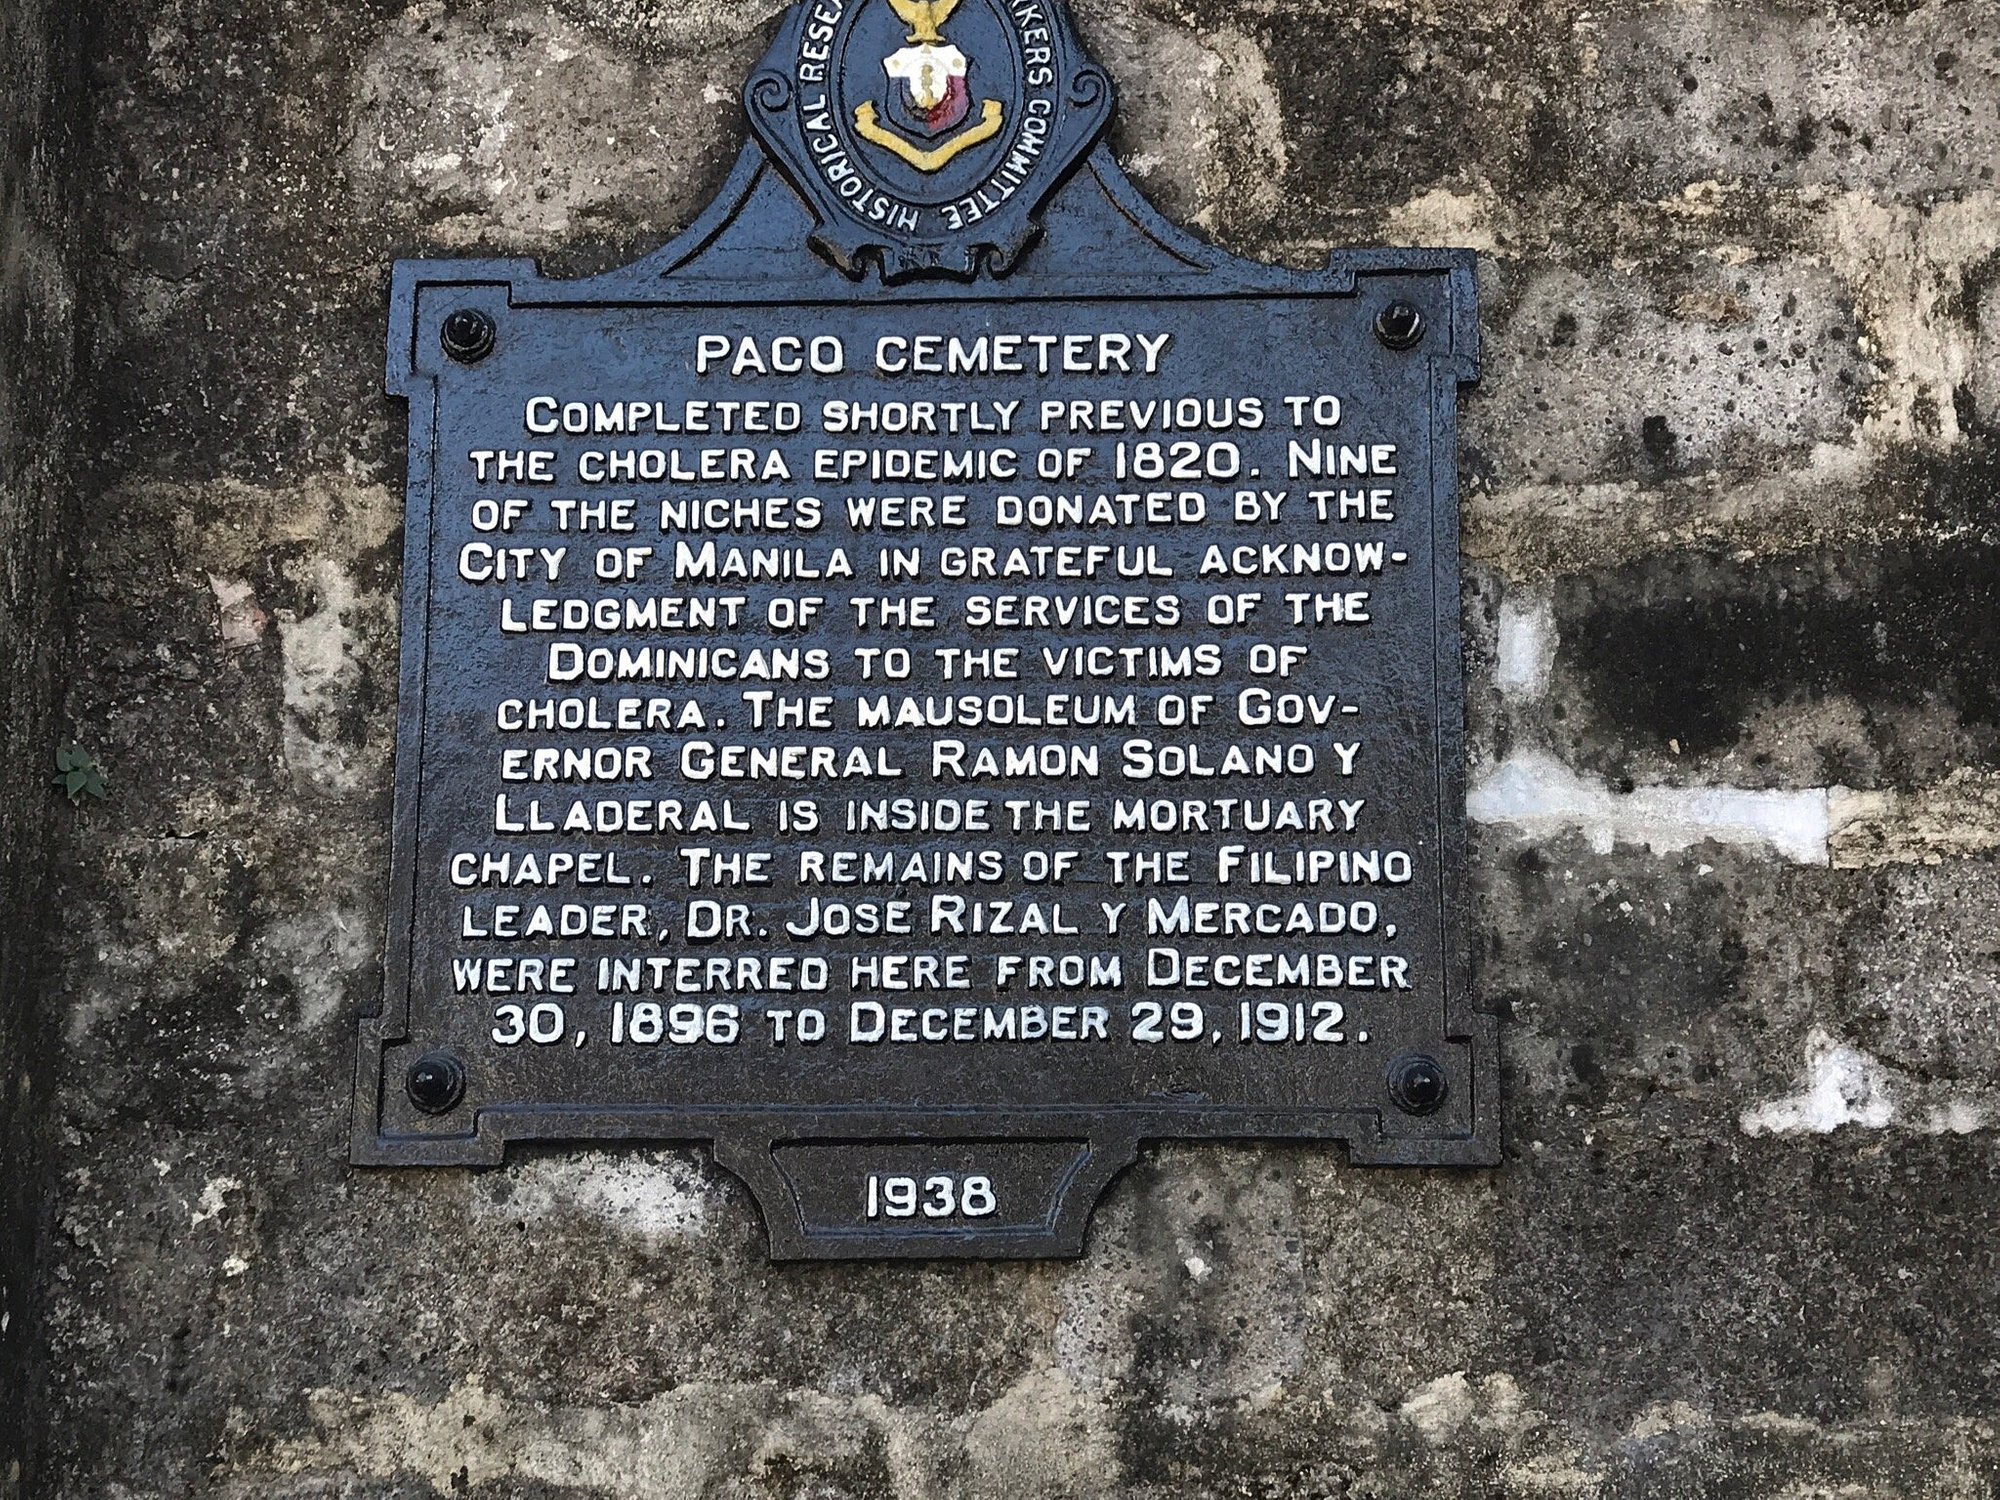 HISTORICAL RKERS COMMITTEE
PACO CEMETERY
COMPLETED SHORTLY PREVIOUS TO
THE CHOLERA EPIDEMIC OF 1820. NINE
OF THE NICHES WERE DONATED BY THE
CITY OF MANILA IN GRATEFUL ACKNOW-
LEDGMENT OF THE SERVICES OF THE
DOMINICANS TO THE VICTIMS OF
CHOLERA. THE MAUSOLEUM OF GOV-
ERNOR GENERAL RAMON SOLANO Y
LLADERAL IS INSIDE THE MORTUARY
CHAPEL. THE REMAINS OF THE FILIPINO
LEADER, DR. JOSÉ RIZAL Y MERCADO,
WERE INTERRED HERE FROM DECEMBER
30, 1896 TO DECEMBER 29, 1912.
1938